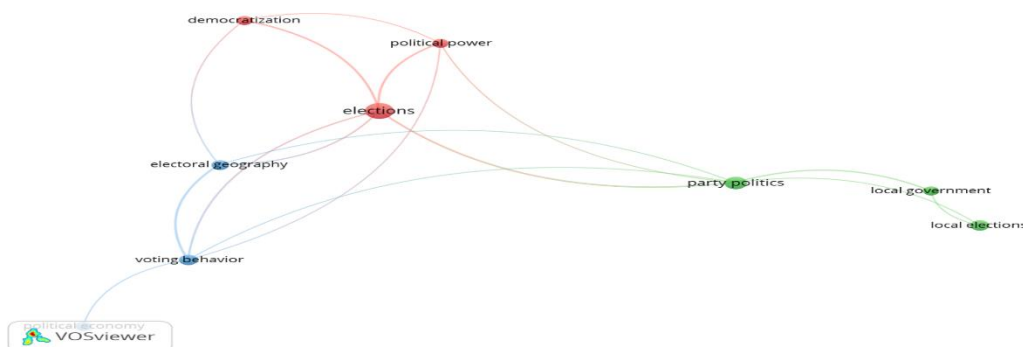 democratization
political power
elections
electoral geography
party politics
local government
local elections
voting behavior
political economy
VOSviewer